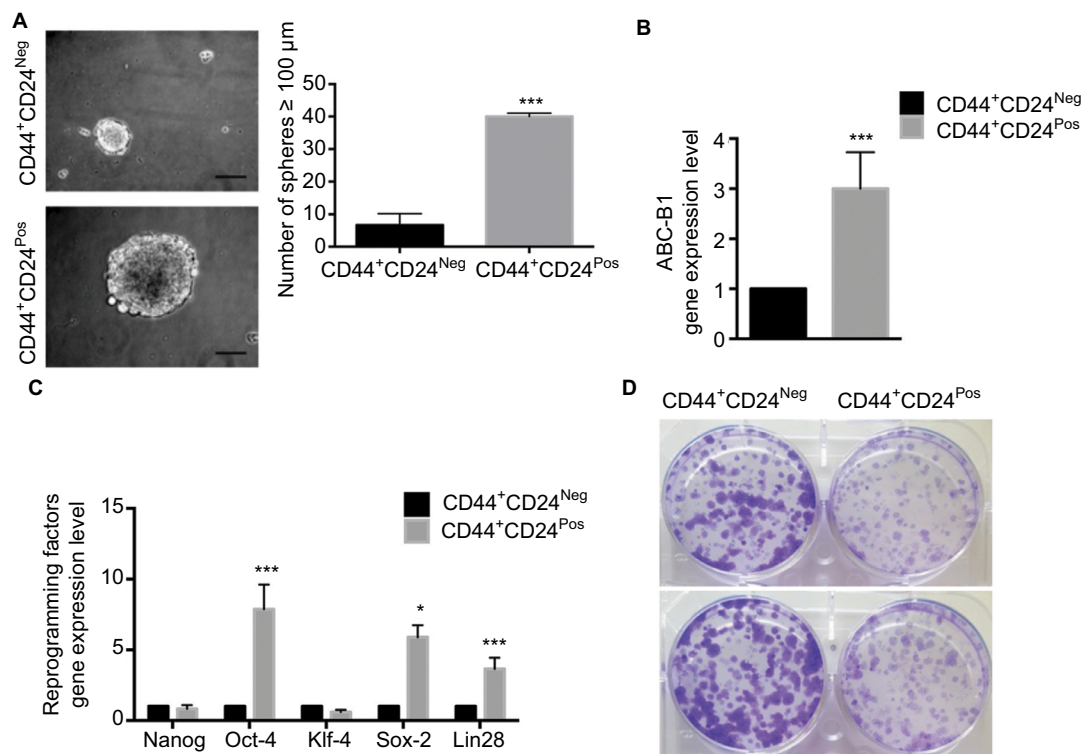 A
CD44⁺CD24ᴺᵉᵍ
CD44⁺CD24ᴾᵒˢ
Number of spheres ≥ 100 µm
50
40
30
20
10
0
***
CD44⁺CD24ᴺᵉᵍ
CD44⁺CD24ᴾᵒˢ
B
CD44⁺CD24ᴺᵉᵍ
CD44⁺CD24ᴾᵒˢ
ABC-B1
gene expression level
4
3
2
1
0
***
C
CD44⁺CD24ᴺᵉᵍ
CD44⁺CD24ᴾᵒˢ
Reprogramming factors
gene expression level
15
10
5
0
***
*
***
Nanog Oct-4 Klf-4 Sox-2 Lin28
D
CD44⁺CD24ᴺᵉᵍ CD44⁺CD24ᴾᵒˢ